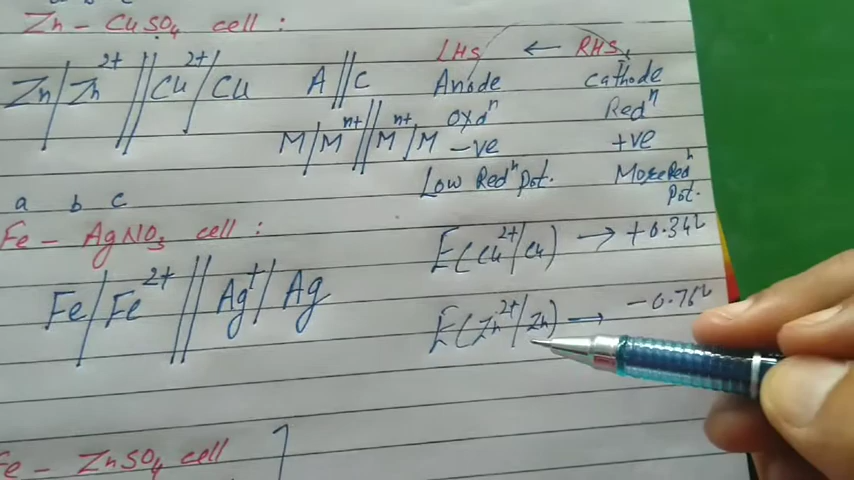 Zn - CuSO4 cell :
Zn/Zn2+//Cu2+/Cu
A//C
M/Mn+//Mn+/M
LHS ← RHS
Anode Cathode
Oxdn Redn
-ve +ve
Low Redn Pot. More Redn Pot.
a b c
Fe - AgNO3 cell :
Fe/Fe2+//Ag+/Ag
E(Cu2+/Cu) → +0.34V
E(Zn2+/Zn) → -0.76V
Fe - ZnSO4 cell